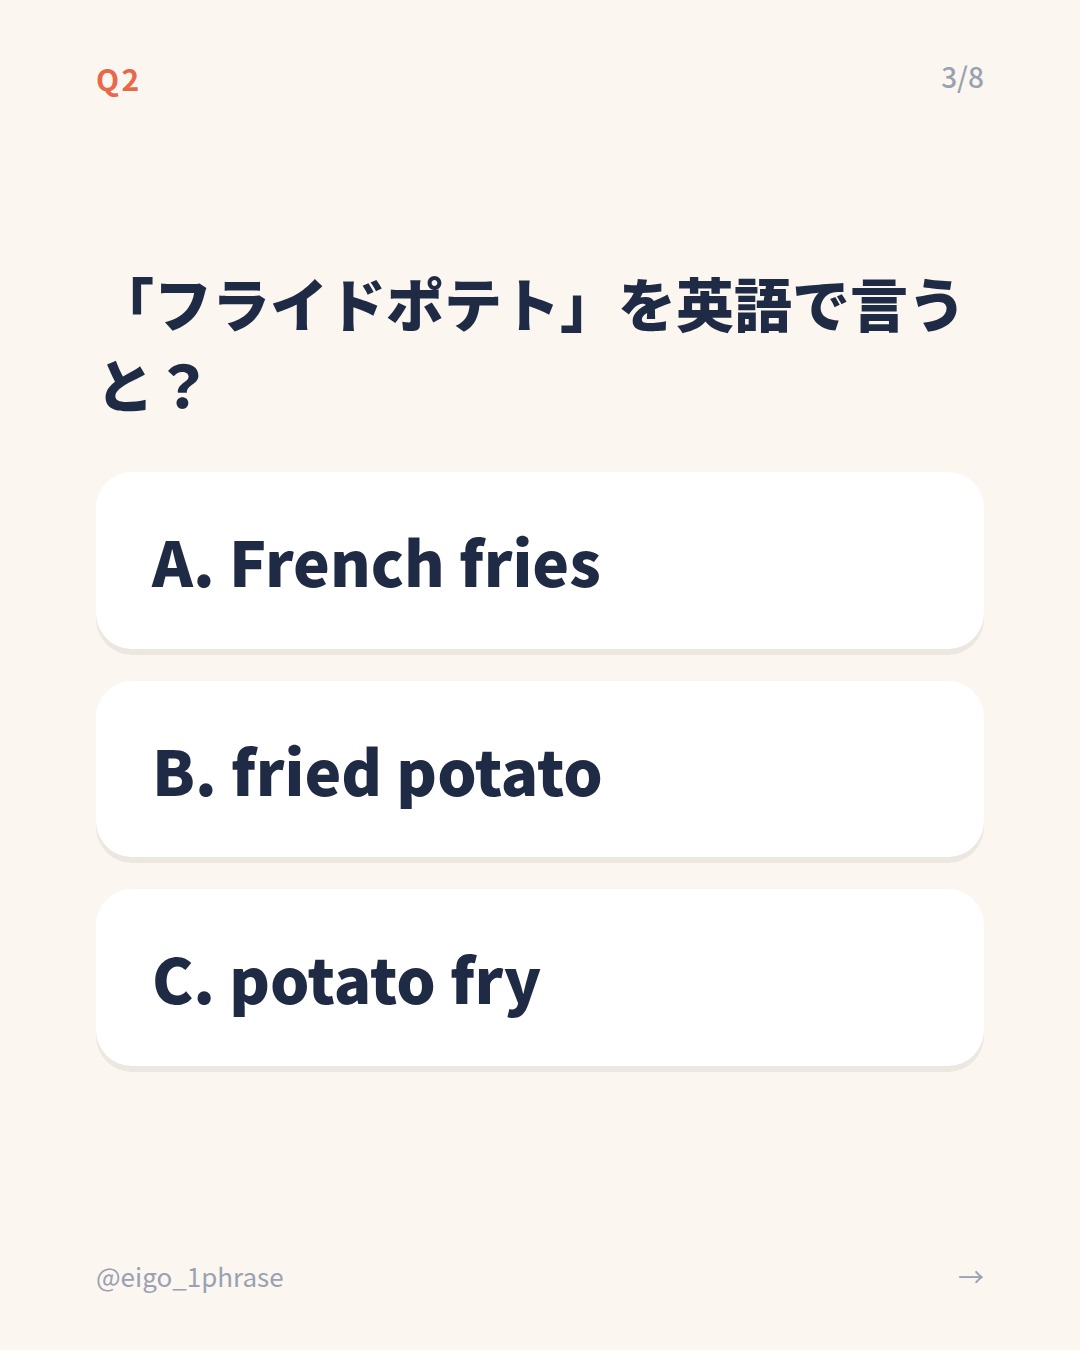 Q2
3/8
「フライドポテト」を英語で言う
と？
A. French fries
B. fried potato
C. potato fry
@eigo_1phrase
→